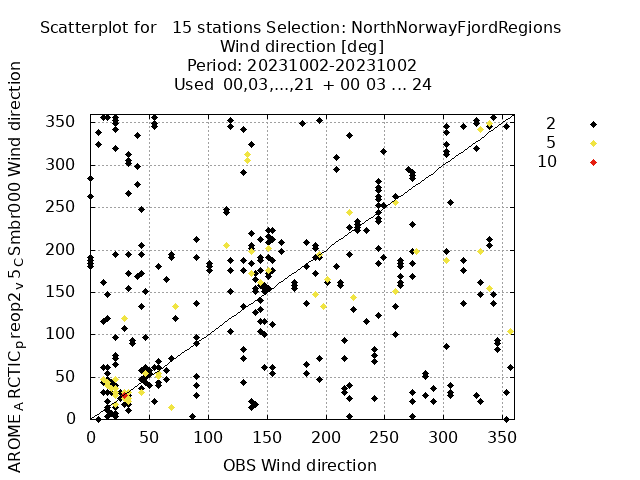 Scatterplot for 15 stations Selection: NorthNorwayFjordRegions
Wind direction [deg]
Period: 20231002-20231002
Used 00,03,...,21 + 00 03 ... 24
AROME_ARCTIC_preop2_v5_CSmbr000 Wind direction
350
300
250
200
150
100
50
0
0 50 100 150 200 250 300 350
OBS Wind direction
2
5
10